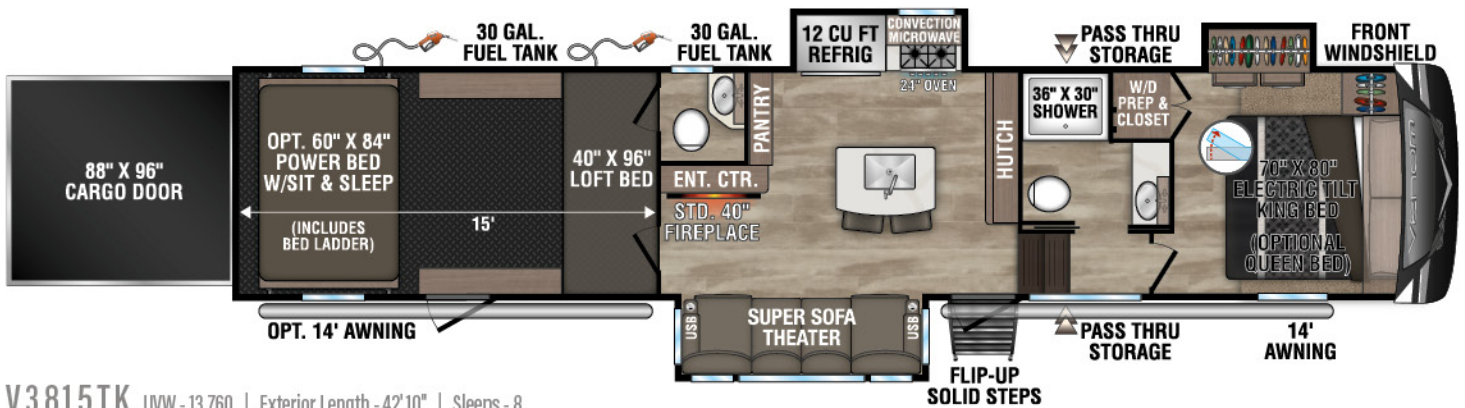 88" X 96"
CARGO DOOR
30 GAL.
FUEL TANK
30 GAL.
FUEL TANK
OPT. 60" X 84"
POWER BED
W/SIT & SLEEP
(INCLUDES
BED LADDER)
15'
40" X 96"
LOFT BED
PANTRY
ENT. CTR.
STD. 40"
FIREPLACE
12 CU FT
REFRIG
CONVECTION
MICROWAVE
24" OVEN
HUTCH
PASS THRU
STORAGE
36" X 30"
SHOWER
W/D
PREP &
CLOSET
FRONT
WINDSHIELD
70" X 80"
ELECTRIC TILT
KING BED
(OPTIONAL
QUEEN BED)
VENOM
OPT. 14' AWNING
USB
SUPER SOFA
THEATER
USB
FLIP-UP
SOLID STEPS
PASS THRU
STORAGE
14'
AWNING
V3815TK UVW - 13,760 | Exterior Length - 42'10" | Sleeps - 8